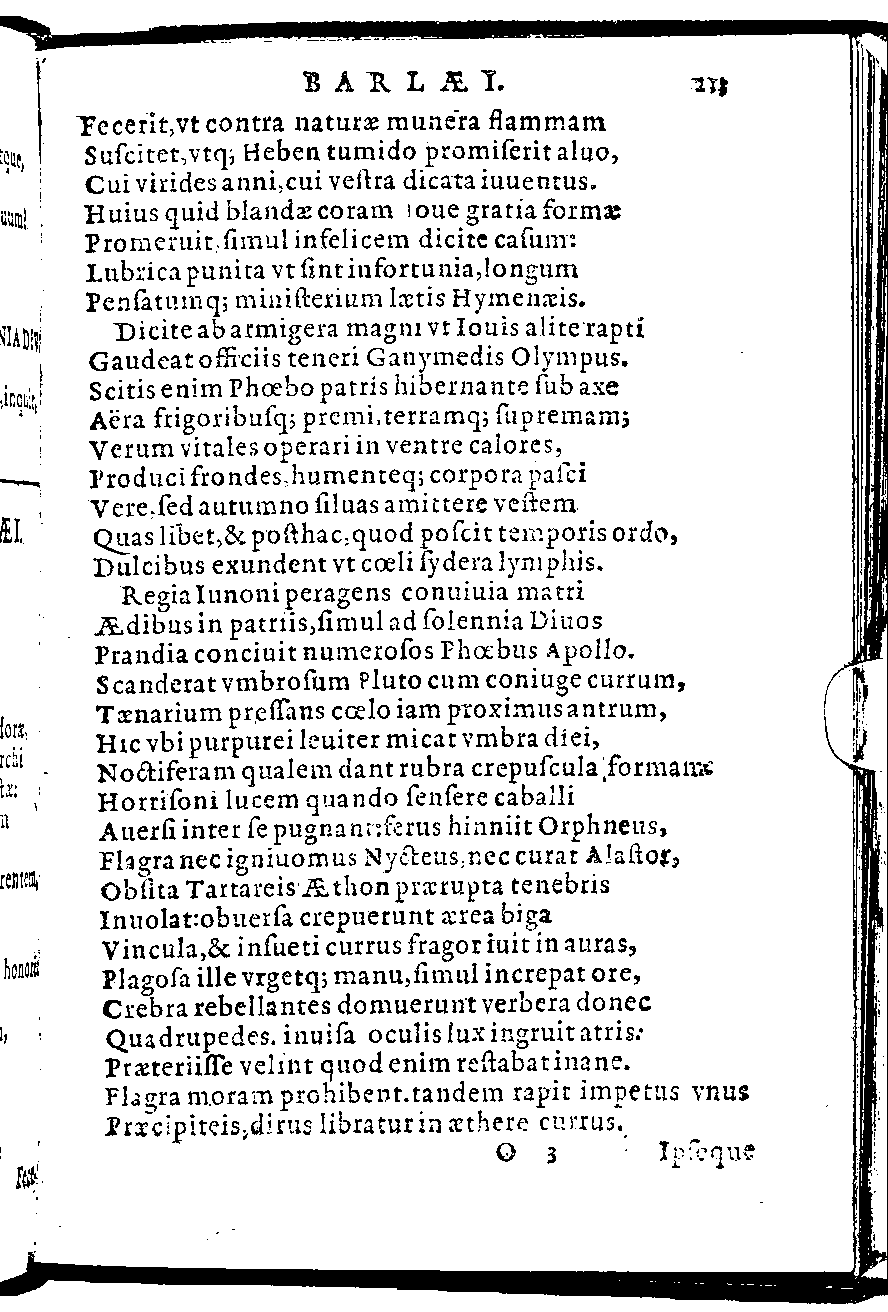 BARLÆI. 213
Fecerit,vt contra naturæ munera flammam
Suſcitet,vtq; Heben tumido promiſerit aluo,
Cui virides anni,cui veſtra dicata iuuentus.
Huius quid blandæ coram Ioue gratia formæ
Promeruit,ſimul infelicem dicite caſum:
Lubrica punita vt ſint infortunia,longum
Penſatumq; miniſterium lætis Hymenæis.
Dicite ab armigera magni vt Iouis alite rapti
Gaudeat officiis teneri Ganymedis Olympus.
Scitis enim Phœbo patris hibernante ſub axe
Aëra frigoribuſq; premi,terramq; ſupremam;
Verum vitales operari in ventre calores,
Produci frondes,humenteq; corpora paſci
Vere,ſed autumno ſiluas amittere veſtem
Quas libet,& poſthac,quod poſcit temporis ordo,
Dulcibus exundent vt cœli ſydera lymphis.
Regia Iunoni peragens conuiuia matri
Ædibus in patriis,ſimul ad ſolennia Diuos
Prandia conciuit numeroſos Phœbus Apollo.
Scanderat vmbroſum Pluto cum coniuge currum,
Tænarium preſſans cœlo iam proximus antrum,
Hic vbi purpurei leuiter micat vmbra diei,
Noctiferam qualem dant rubra crepuſcula formam:
Horriſoni lucem quando ſenſere caballi
Auerſi inter ſe pugnant:ferus hinniit Orphneus,
Flagra nec igniuomus Nycteus,nec curat Alaſtor,
Obſita Tartareis Æthon prærupta tenebris
Inuolat:obuerſa crepuerunt ærea biga
Vincula,& inſueti currus fragor iuit in auras,
Plagoſa ille vrgetq; manu,ſimul increpat ore,
Crebra rebellantes domuerunt verbera donec
Quadrupedes. inuiſa oculis lux ingruit atris:
Præteriiſſe velint quod enim reſtabat inane.
Flagra moram prohibent.tandem rapit impetus vnus
Præcipiteis,dirus libratur in æthere currus.
O 3 Ipſeque